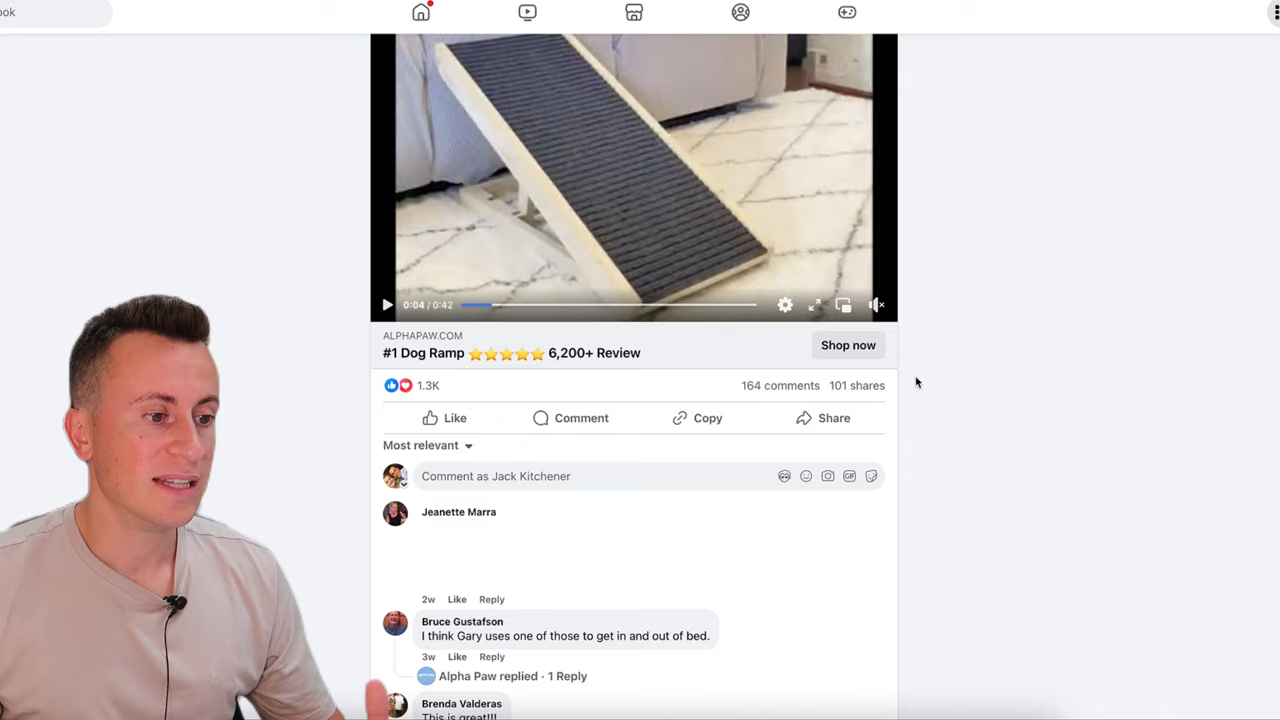 ook
0:04 / 0:42
ALPHAPAW.COM
#1 Dog Ramp ⭐⭐⭐⭐⭐ 6,200+ Review
Shop now
1.3K
164 comments 101 shares
Like Comment Copy Share
Most relevant
Comment as Jack Kitchener
GIF
Jeanette Marra
2w Like Reply
Bruce Gustafson
I think Gary uses one of those to get in and out of bed.
3w Like Reply
Alpha Paw replied · 1 Reply
Brenda Valderas
This is great!!!